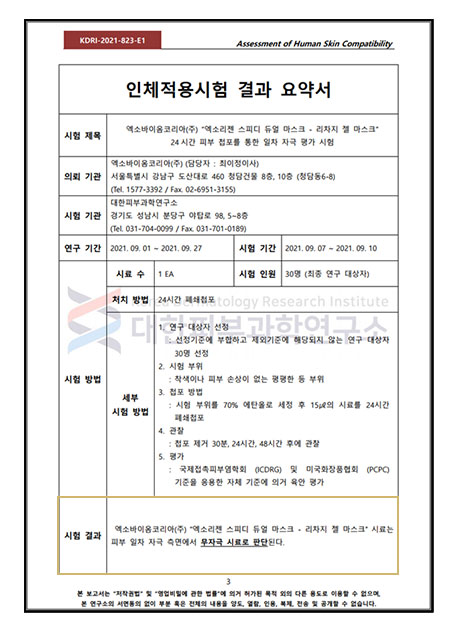 KDRI-2021-823-E1
Assessment of Human Skin Compatibility
인체적용시험 결과 요약서
시험 제목
엑소바이옴코리아(주) "엑소리젠 스피디 듀얼 마스크 - 리차지 젤 마스크"
24시간 피부 첩포를 통한 일차 자극 평가 시험
의뢰 기관
엑소바이옴코리아(주) (담당자 : 최이정이사)
서울특별시 강남구 도산대로 460 청담건물 8층, 10층 (청담동6-8)
(Tel. 1577-3392 / Fax. 02-6951-3155)
시험 기관
대한피부과학연구소
경기도 성남시 분당구 야탑로 98, 5~8층
(Tel. 031-704-0099 / Fax. 031-701-0189)
연구 기간
2021. 09. 01 ~ 2021. 09. 27
시험 기간
2021. 09. 07 ~ 2021. 09. 10
시험 방법
시료 수
1 EA
시험 인원
30명 (최종 연구 대상자)
처치 방법
24시간 폐쇄첩포
Korea Dermatology Research Institute
대한피부과학연구소
세부
시험 방법
1. 연구 대상자 선정
: 선정기준에 부합하고 제외기준에 해당되지 않는 연구 대상자
30명 선정
2. 시험 부위
: 착색이나 피부 손상이 없는 평평한 등 부위
3. 첩포 방법
: 시험 부위를 70% 에탄올로 세정 후 15㎕의 시료를 24시간
폐쇄첩포
4. 관찰
: 첩포 제거 30분, 24시간, 48시간 후에 관찰
5. 평가
: 국제접촉피부염학회 (ICDRG) 및 미국화장품협회 (PCPC)
기준을 응용한 자체 기준에 의거 육안 평가
시험 결과
엑소바이옴코리아(주) "엑소리젠 스피디 듀얼 마스크 - 리차지 젤 마스크" 시료는
피부 일차 자극 측면에서 무자극 시료로 판단된다.
3
본 보고서는 "저작권법" 및 "영업비밀에 관한 법률"에 의거 허가된 목적 외의 다른 용도로 이용할 수 없으며,
본 연구소의 서면동의 없이 부분 혹은 전체의 내용을 양도, 열람, 인용, 복제, 전송 및 공개할 수 없습니다.